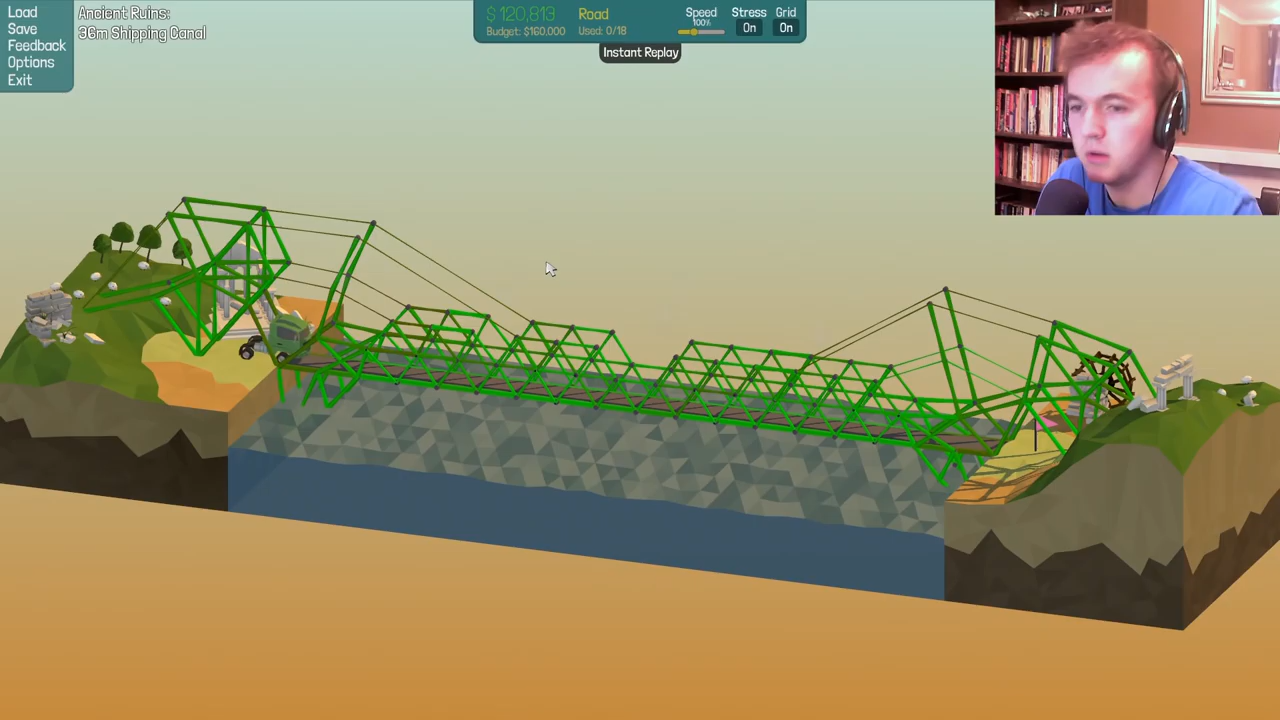 Load
Save
Feedback
Options
Exit
Ancient Ruins:
36m Shipping Canal
$ 120,813
Budget: $160,000
Road
Used: 0/18
Speed
100%
Stress
On
Grid
On
Instant Replay